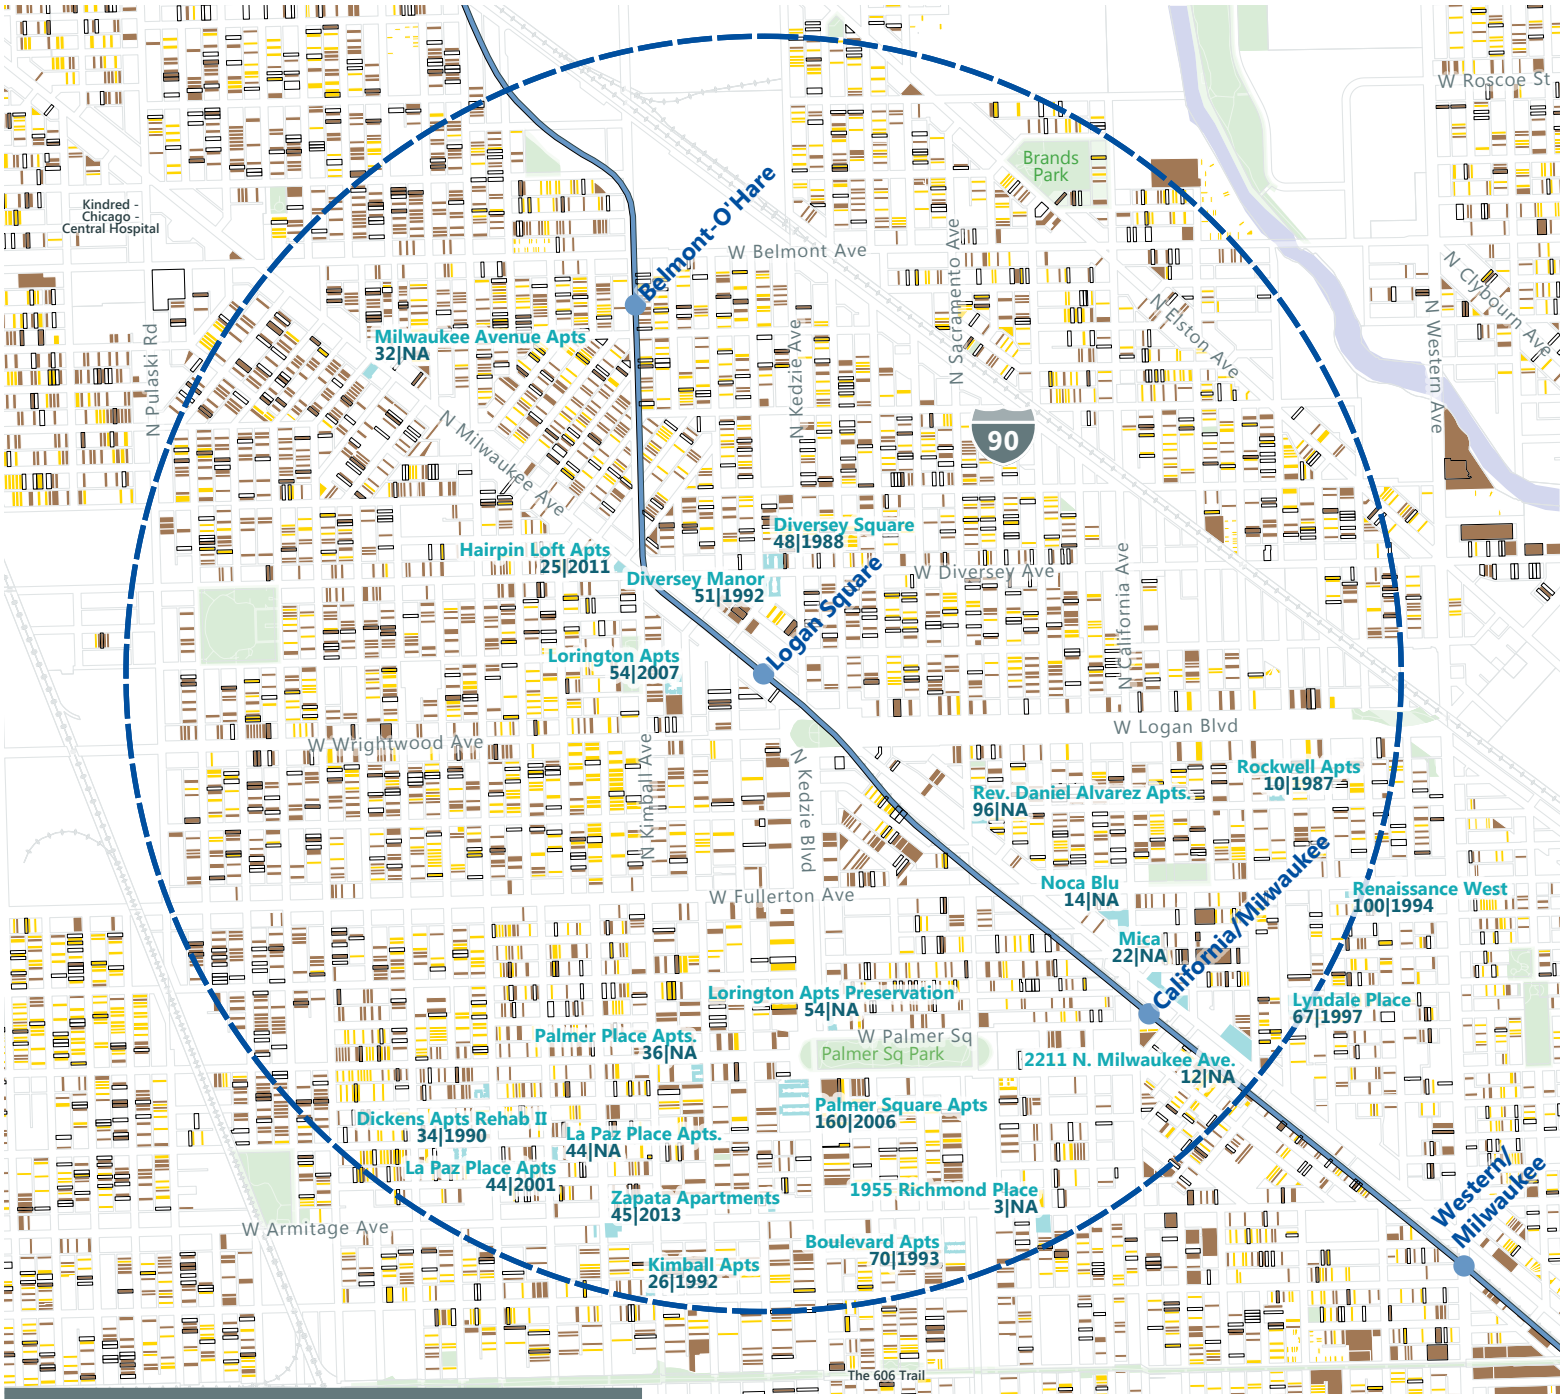 W Roscoe St
Brands
Park
Kindred -
Chicago -
Central Hospital
Belmont-O'Hare
W Belmont Ave
N Sacramento Ave
N Clybourn Ave
N Elston Ave
N Western Ave
N Pulaski Rd
Milwaukee Avenue Apts
32|NA
N Kedzie Ave
N Milwaukee Ave
90
Diversey Square
48|1988
Hairpin Loft Apts
25|2011
Diversey Manor
51|1992
W Diversey Ave
N California Ave
Logan Square
Lorington Apts
54|2007
W Logan Blvd
W Wrightwood Ave
N Kimball Ave
N Kedzie Blvd
Rockwell Apts
10|1987
Rev. Daniel Alvarez Apts.
96|NA
W Fullerton Ave
Noca Blu
14|NA
Renaissance West
100|1994
California/Milwaukee
Mica
22|NA
Lorington Apts Preservation
54|NA
Lyndale Place
67|1997
Palmer Place Apts.
36|NA
W Palmer Sq
Palmer Sq Park
2211 N. Milwaukee Ave.
12|NA
Palmer Square Apts
160|2006
Dickens Apts Rehab II
34|1990
La Paz Place Apts.
44|NA
La Paz Place Apts
44|2001
Zapata Apartments
45|2013
1955 Richmond Place
3|NA
Western/
Milwaukee
W Armitage Ave
Boulevard Apts
70|1993
Kimball Apts
26|1992
The 606 Trail